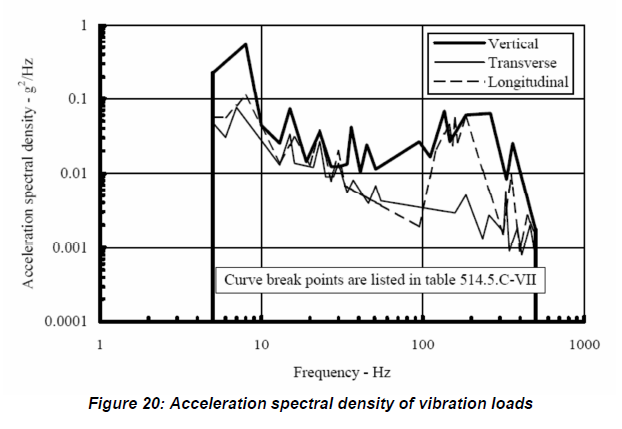 Acceleration spectral density - g²/Hz
1
0.1
0.01
0.001
0.0001
Vertical
Transverse
Longitudinal
Curve break points are listed in table 514.5.C-VII
1
10
100
1000
Frequency - Hz
Figure 20: Acceleration spectral density of vibration loads